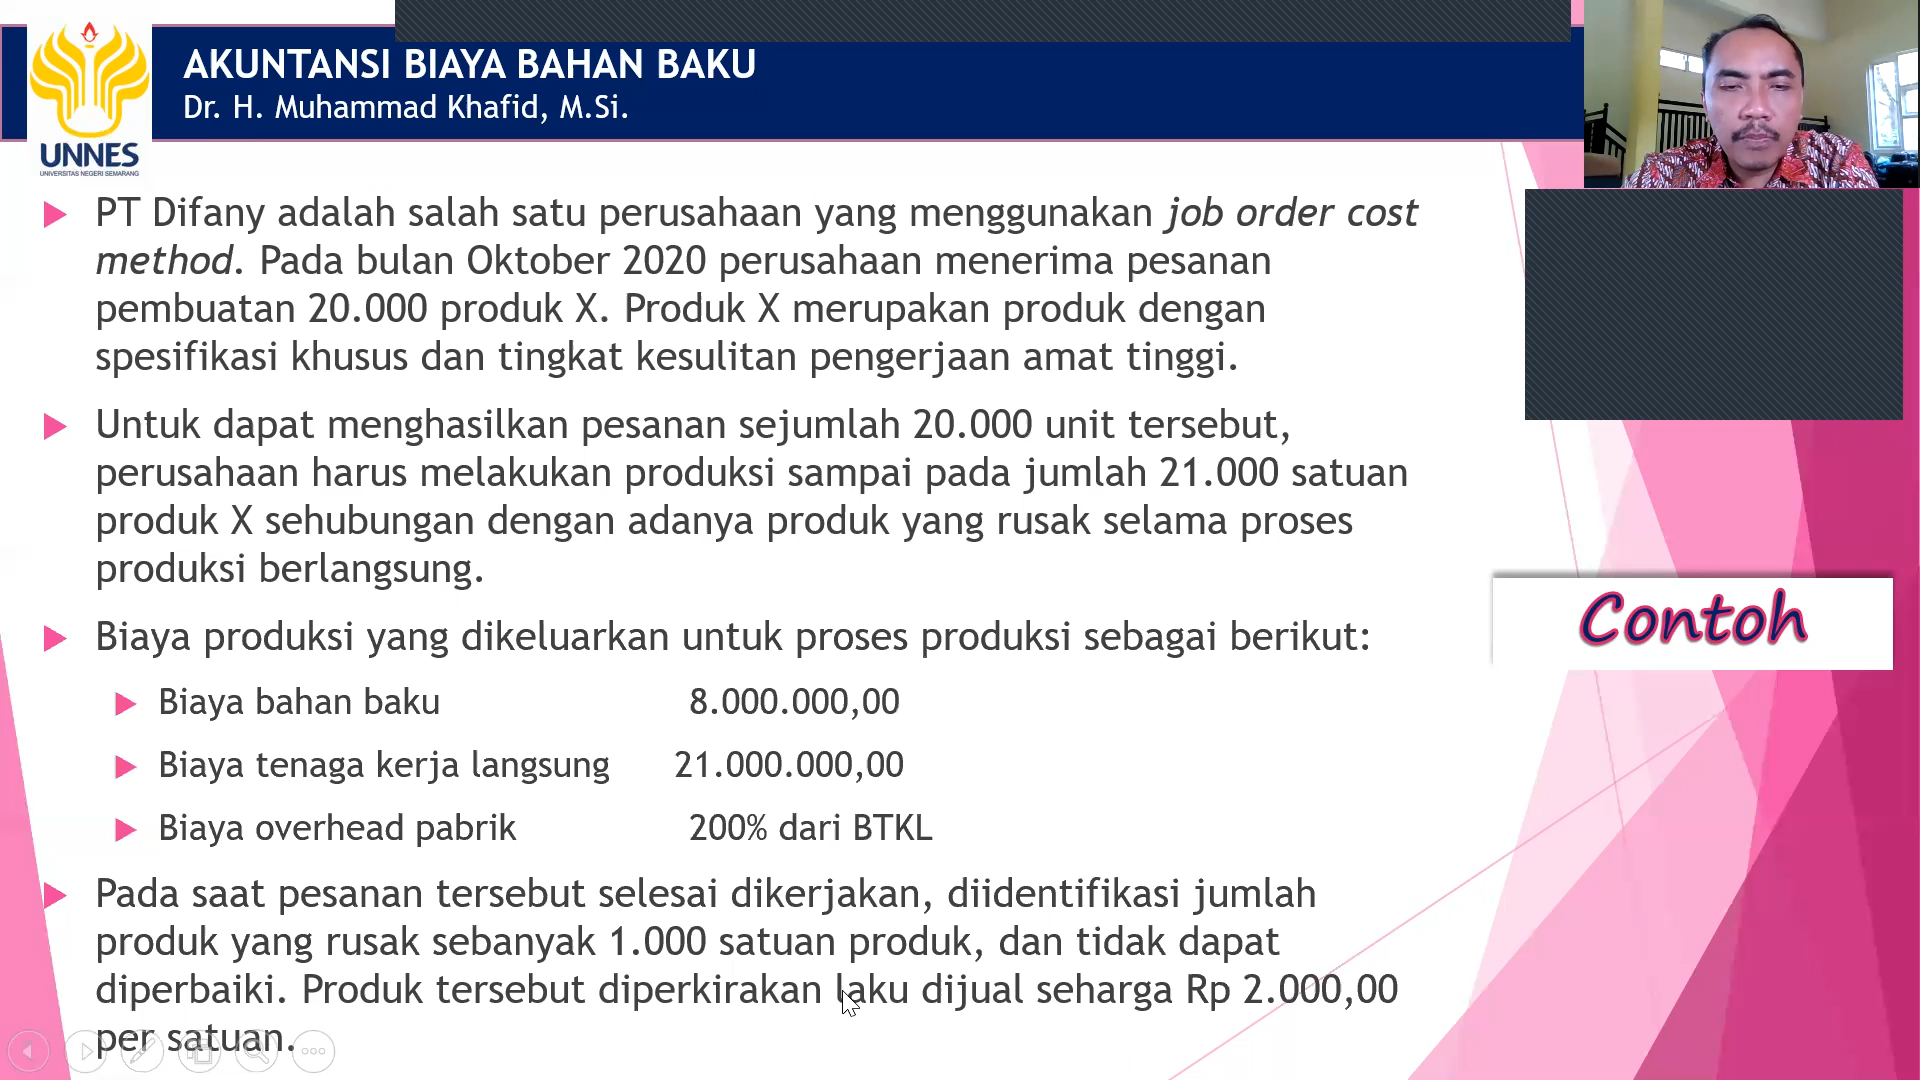 AKUNTANSI BIAYA BAHAN BAKU
Dr. H. Muhammad Khafid, M.Si.
UNNES
UNIVERSITAS NEGERI SEMARANG
PT Difany adalah salah satu perusahaan yang menggunakan job order cost
method. Pada bulan Oktober 2020 perusahaan menerima pesanan
pembuatan 20.000 produk X. Produk X merupakan produk dengan
spesifikasi khusus dan tingkat kesulitan pengerjaan amat tinggi.
Untuk dapat menghasilkan pesanan sejumlah 20.000 unit tersebut,
perusahaan harus melakukan produksi sampai pada jumlah 21.000 satuan
produk X sehubungan dengan adanya produk yang rusak selama proses
produksi berlangsung.
Contoh
Biaya produksi yang dikeluarkan untuk proses produksi sebagai berikut:
Biaya bahan baku 8.000.000,00
Biaya tenaga kerja langsung 21.000.000,00
Biaya overhead pabrik 200% dari BTKL
Pada saat pesanan tersebut selesai dikerjakan, diidentifikasi jumlah
produk yang rusak sebanyak 1.000 satuan produk, dan tidak dapat
diperbaiki. Produk tersebut diperkirakan laku dijual seharga Rp 2.000,00
per satuan.